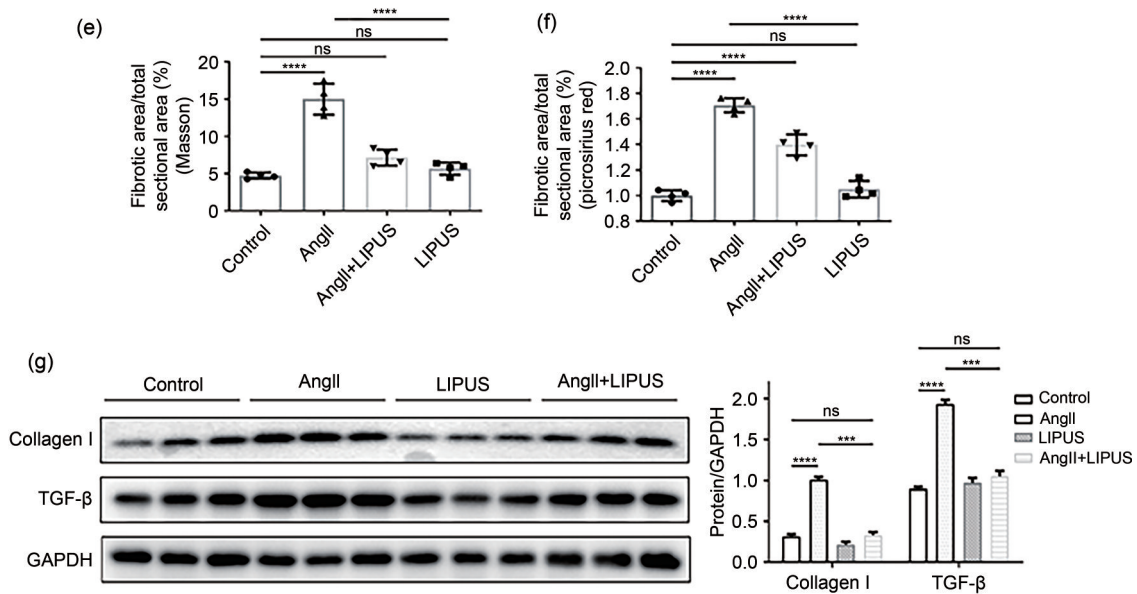 (e)
****
ns
ns
****
Fibrotic area/total
sectional area (%)
(Masson)
20
15
10
5
0
Control
AngII
AngII+LIPUS
LIPUS
(f)
****
ns
****
****
Fibrotic area/total
sectional area (%)
(picrosirius red)
2.0
1.8
1.6
1.4
1.2
1.0
0.8
Control
AngII
AngII+LIPUS
LIPUS
(g)
Control
AngII
LIPUS
AngII+LIPUS
Collagen I
TGF-β
GAPDH
Protein/GAPDH
2.0
1.5
1.0
0.5
0.0
ns
***
****
ns
***
****
Collagen I
TGF-β
Control
AngII
LIPUS
AngII+LIPUS